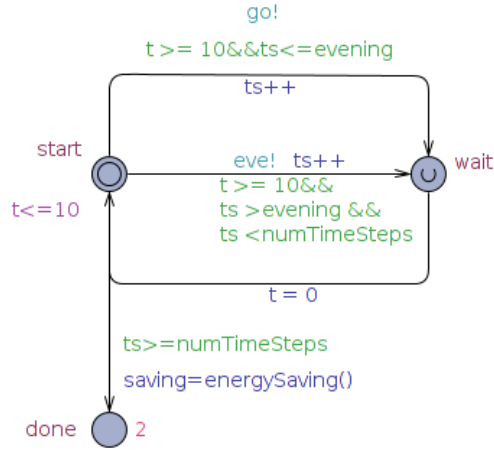 go!
t >= 10&&ts<=evening
ts++
start
eve! ts++
wait
t >= 10&&
ts >evening &&
ts <numTimeSteps
t<=10
t = 0
ts>=numTimeSteps
saving=energySaving()
done
2